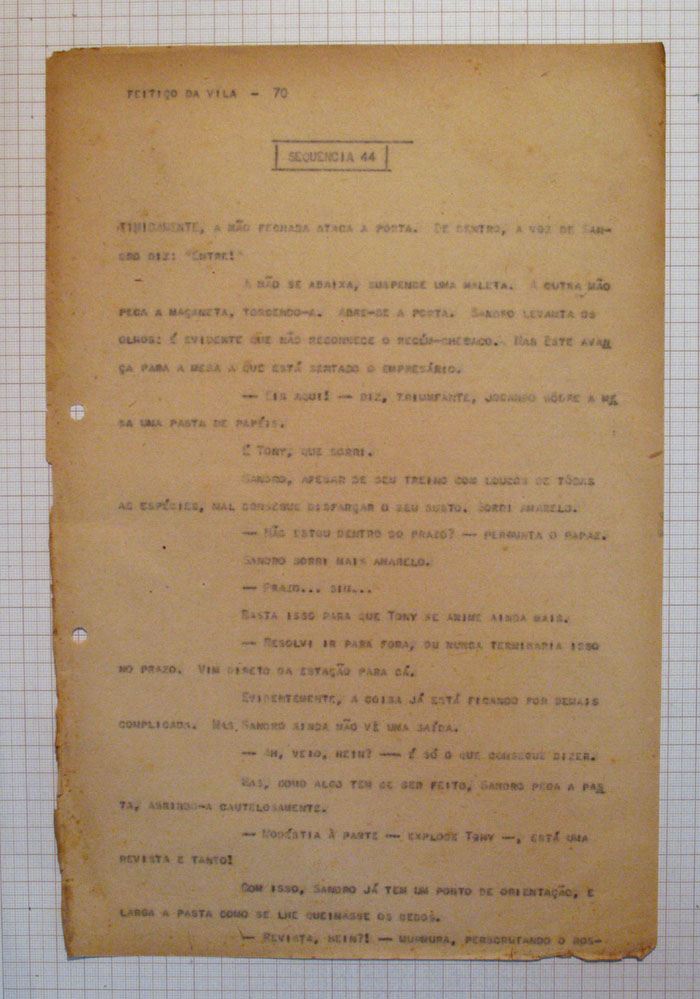 FEITIÇO DA VILA - 70
SEQUENCIA 44
TIMIDAMENTE, A MÃO FECHADA ATACA A PORTA. DE DENTRO, A VOZ DE SAN-
DRO DIZ: "ENTRE!"
A MÃO SE ABAIXA, SUSPENDE UMA MALETA. A OUTRA MÃO
PEGA A MAÇANETA, TORCENDO-A. ABRE-SE A PORTA. SANDRO LEVANTA OS
OLHOS: É EVIDENTE QUE NÃO RECONHECE O RECÉM-CHEGADO. MAS ÊSTE AVAN
ÇA PARA A MESA A QUE ESTÁ SENTADO O EMPRESÁRIO.
— EIS AQUI! — DIZ, TRIUMFANTE, JOGANDO SÔBRE A ME
SA UMA PASTA DE PAPÉIS.
É TONY, QUE SORRI.
SANDRO, APESAR DE SEU TREINO COM LOUCOS DE TÔDAS
AS ESPÉCIES, MAL CONSEGUE DISFARÇAR O SEU SUSTO. SORRI AMARELO.
— NÃO ESTOU DENTRO DO PRAZO? — PERGUNTA O RAPAZ.
SANDRO SORRI MAIS AMARELO.
— PRAZO... SIM...
BASTA ISSO PARA QUE TONY SE ANIME AINDA MAIS.
— RESOLVI IR PARA FORA, OU NUNCA TERMINARIA ISSO
NO PRAZO. VIM DIRETO DA ESTAÇÃO PARA CÁ.
EVIDENTEMENTE, A COISA JÁ ESTÁ FICANDO POR DEMAIS
COMPLICADA. MAS, SANDRO AINDA NÃO VÊ UMA SAÍDA.
— AH, VEIO, HEIN? — É SÓ O QUE CONSEGUE DIZER.
MAS, COMO ALGO TEM DE SER FEITO, SANDRO PEGA A PAS
TA, ABRINDO-A CAUTELOSAMENTE.
— MODÉSTIA À PARTE — EXPLODE TONY —, ESTÁ UMA
REVISTA E TANTO!
COM ISSO, SANDRO JÁ TEM UM PONTO DE ORIENTAÇÃO, E
LARGA A PASTA COMO SE LHE QUEIMASSE OS DEDOS.
— REVISTA, HEIN?! — MURMURA, PERSCRUTANDO O ROS-